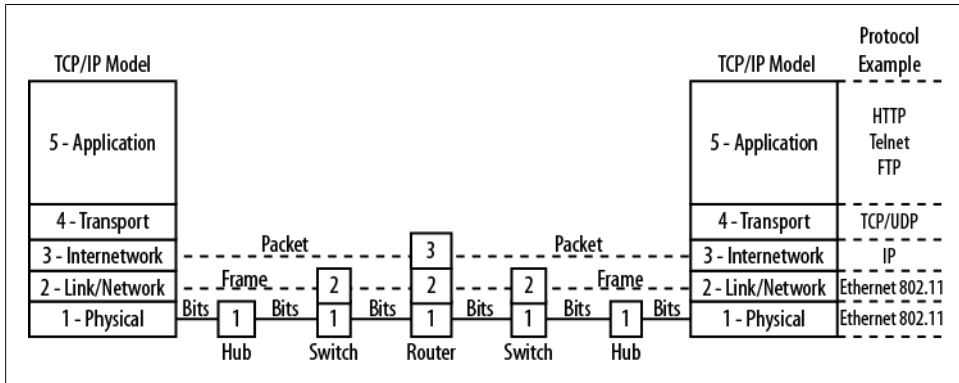 Protocol
TCP/IP Model TCP/IP Model Example
5 - Application 5 - Application HTTP
Telnet
FTP
4 - Transport 4 - Transport TCP/UDP
Packet 3 Packet
3 - Internetwork 3 - Internetwork IP
Frame 2 2 2 Frame
2 - Link/Network 2 - Link/Network Ethernet 802.11
1 - Physical Bits 1 Bits 1 Bits 1 Bits 1 Bits 1 Bits 1 - Physical Ethernet 802.11
Hub Switch Router Switch Hub